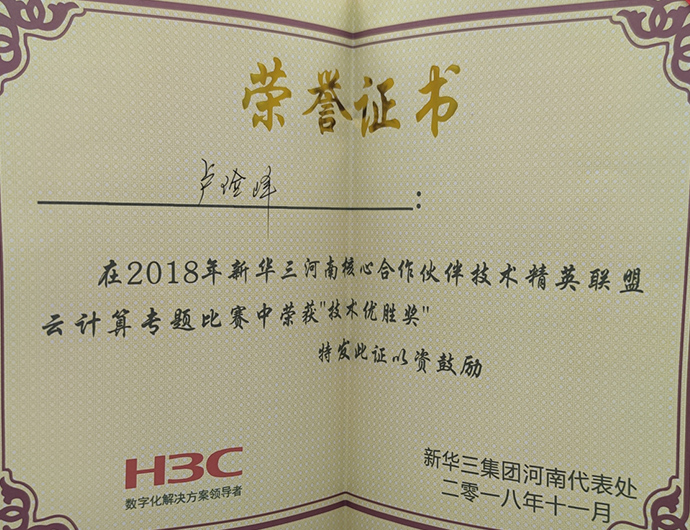 荣誉证书
卢俊峰:
在2018年新华三河南核心合作伙伴技术精英联盟
云计算专题比赛中荣获"技术优胜奖"
特发此证以资鼓励
H3C
数字化解决方案领导者
新华三集团河南代表处
二零一八年十一月